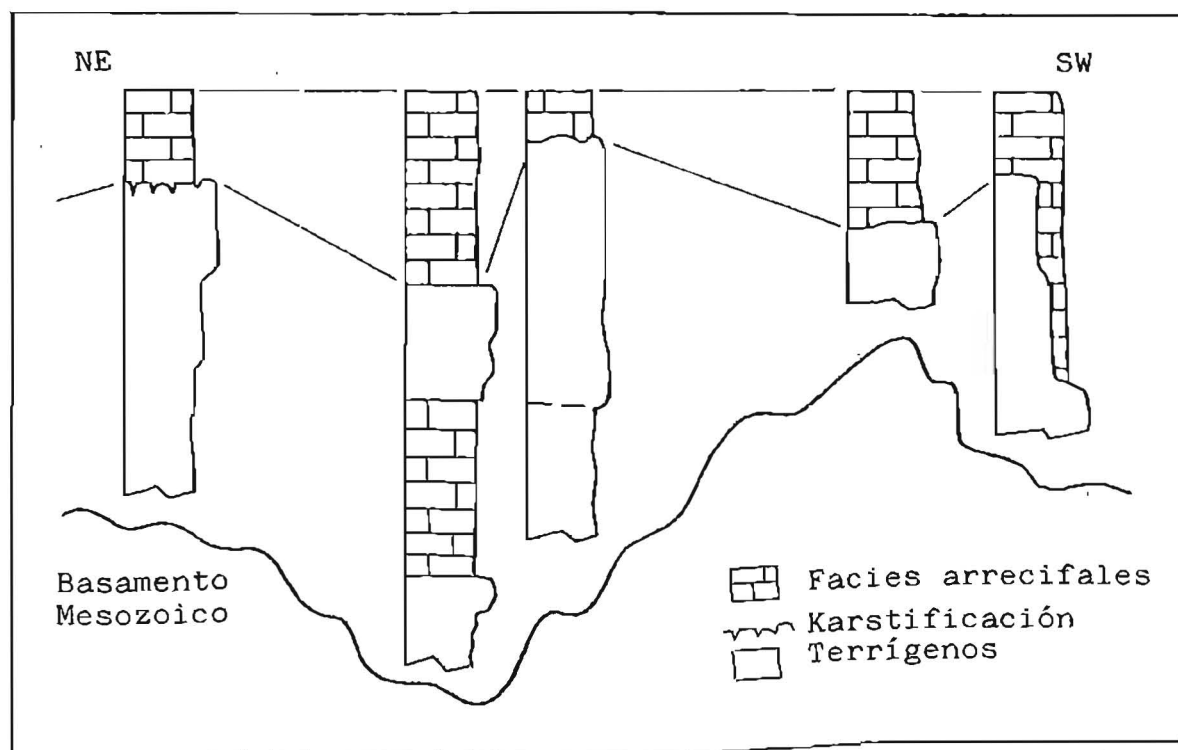 NE
SW
Basamento
Mesozoico
Facies arrecifales
Karstificación
Terrígenos